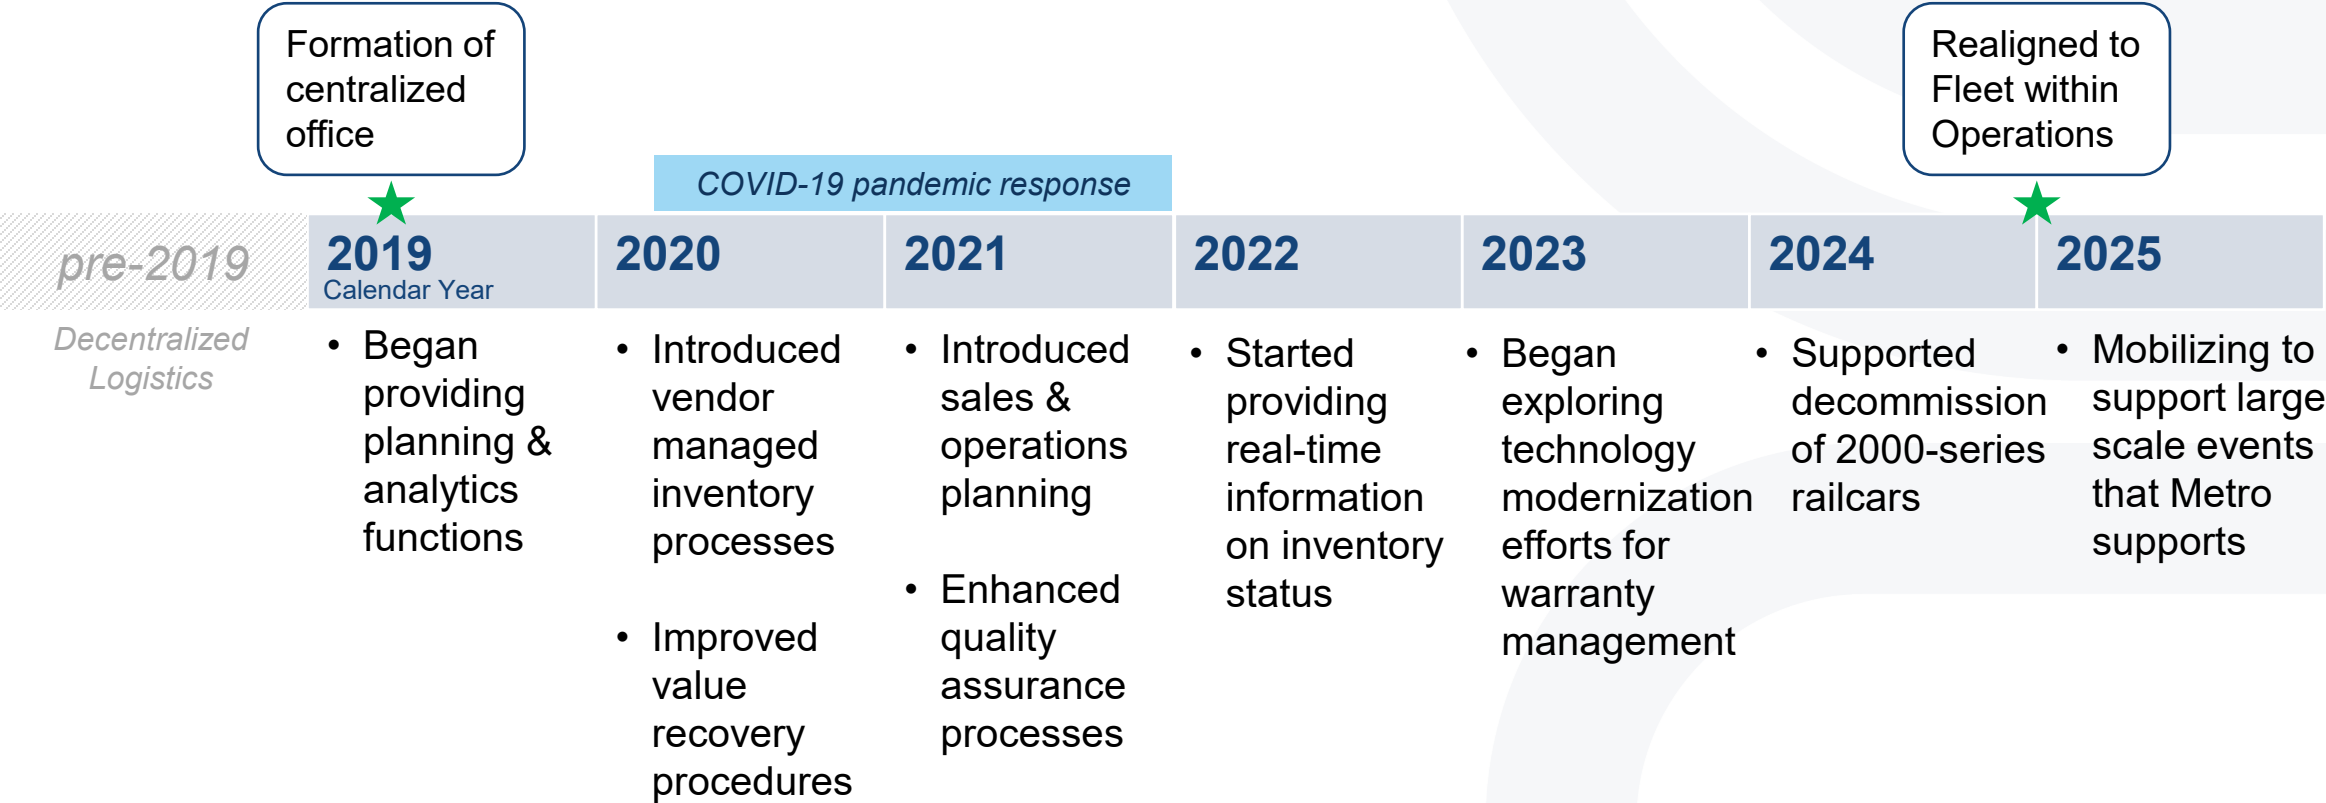 Formation of
centralized
office
Realigned to
Fleet within
Operations
COVID-19 pandemic response
pre-2019
2019
Calendar Year
2020
2021
2022
2023
2024
2025
Decentralized
Logistics
• Began
providing
planning &
analytics
functions
• Introduced
vendor
managed
inventory
processes
• Improved
value
recovery
procedures
• Introduced
sales &
operations
planning
• Enhanced
quality
assurance
processes
• Started
providing
real-time
information
on inventory
status
• Began
exploring
technology
modernization
efforts for
warranty
management
• Supported
decommission
of 2000-series
railcars
• Mobilizing to
support large
scale events
that Metro
supports